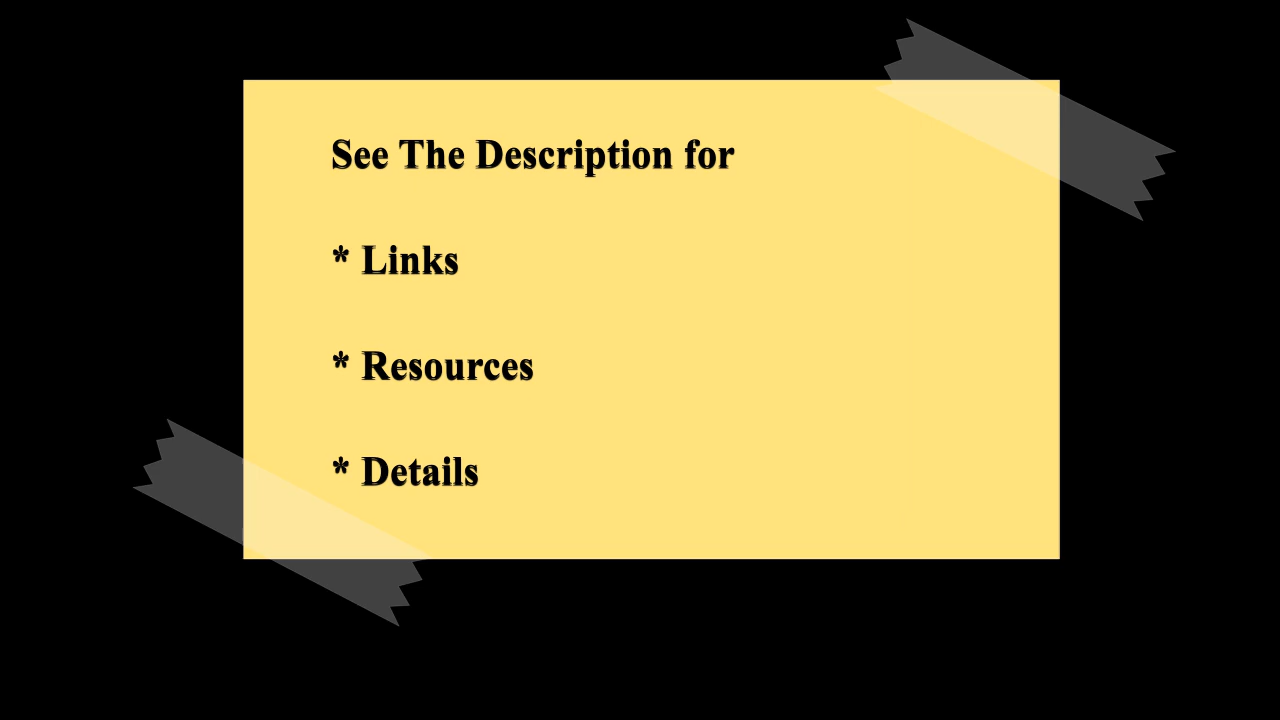 See The Description for
* Links
* Resources
* Details